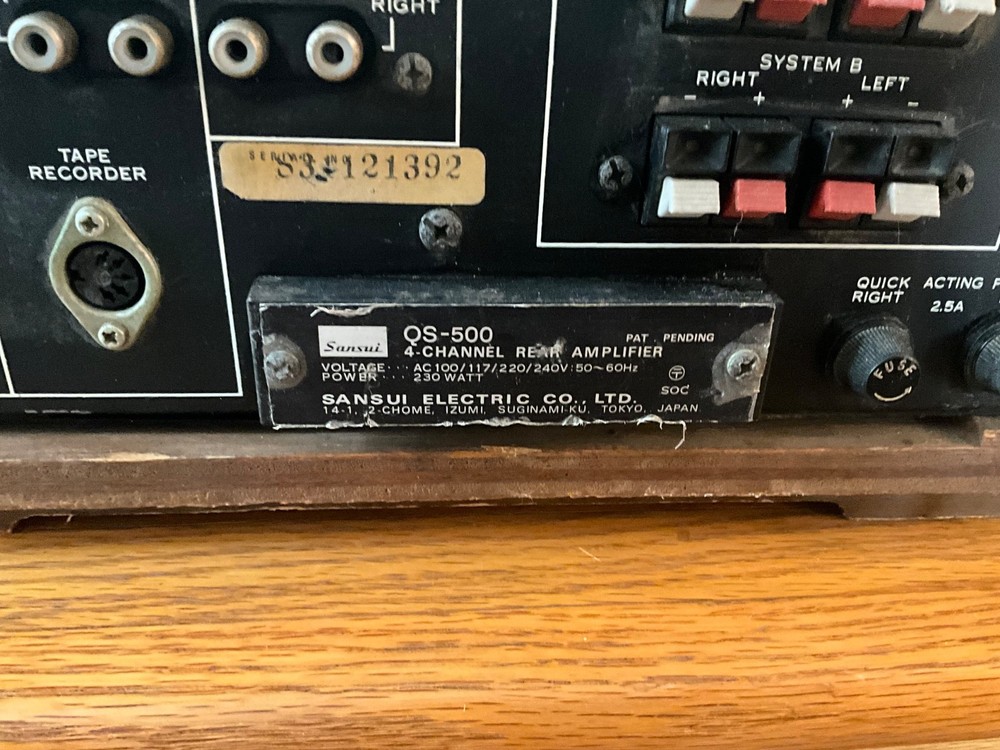 RIGHT
SYSTEM B
RIGHT LEFT
- + + -
TAPE
RECORDER
121392
QUICK ACTING
RIGHT
2.5A
FUSE
Sansui
QS-500
PAT. PENDING
4-CHANNEL REAR AMPLIFIER
VOLTAGE··· AC100/117/220/240V:50~60Hz
POWER ··· 230 WATT
SOC
SANSUI ELECTRIC CO., LTD.
14-1, 2-CHOME, IZUMI, SUGINAMI-KU, TOKYO, JAPAN.